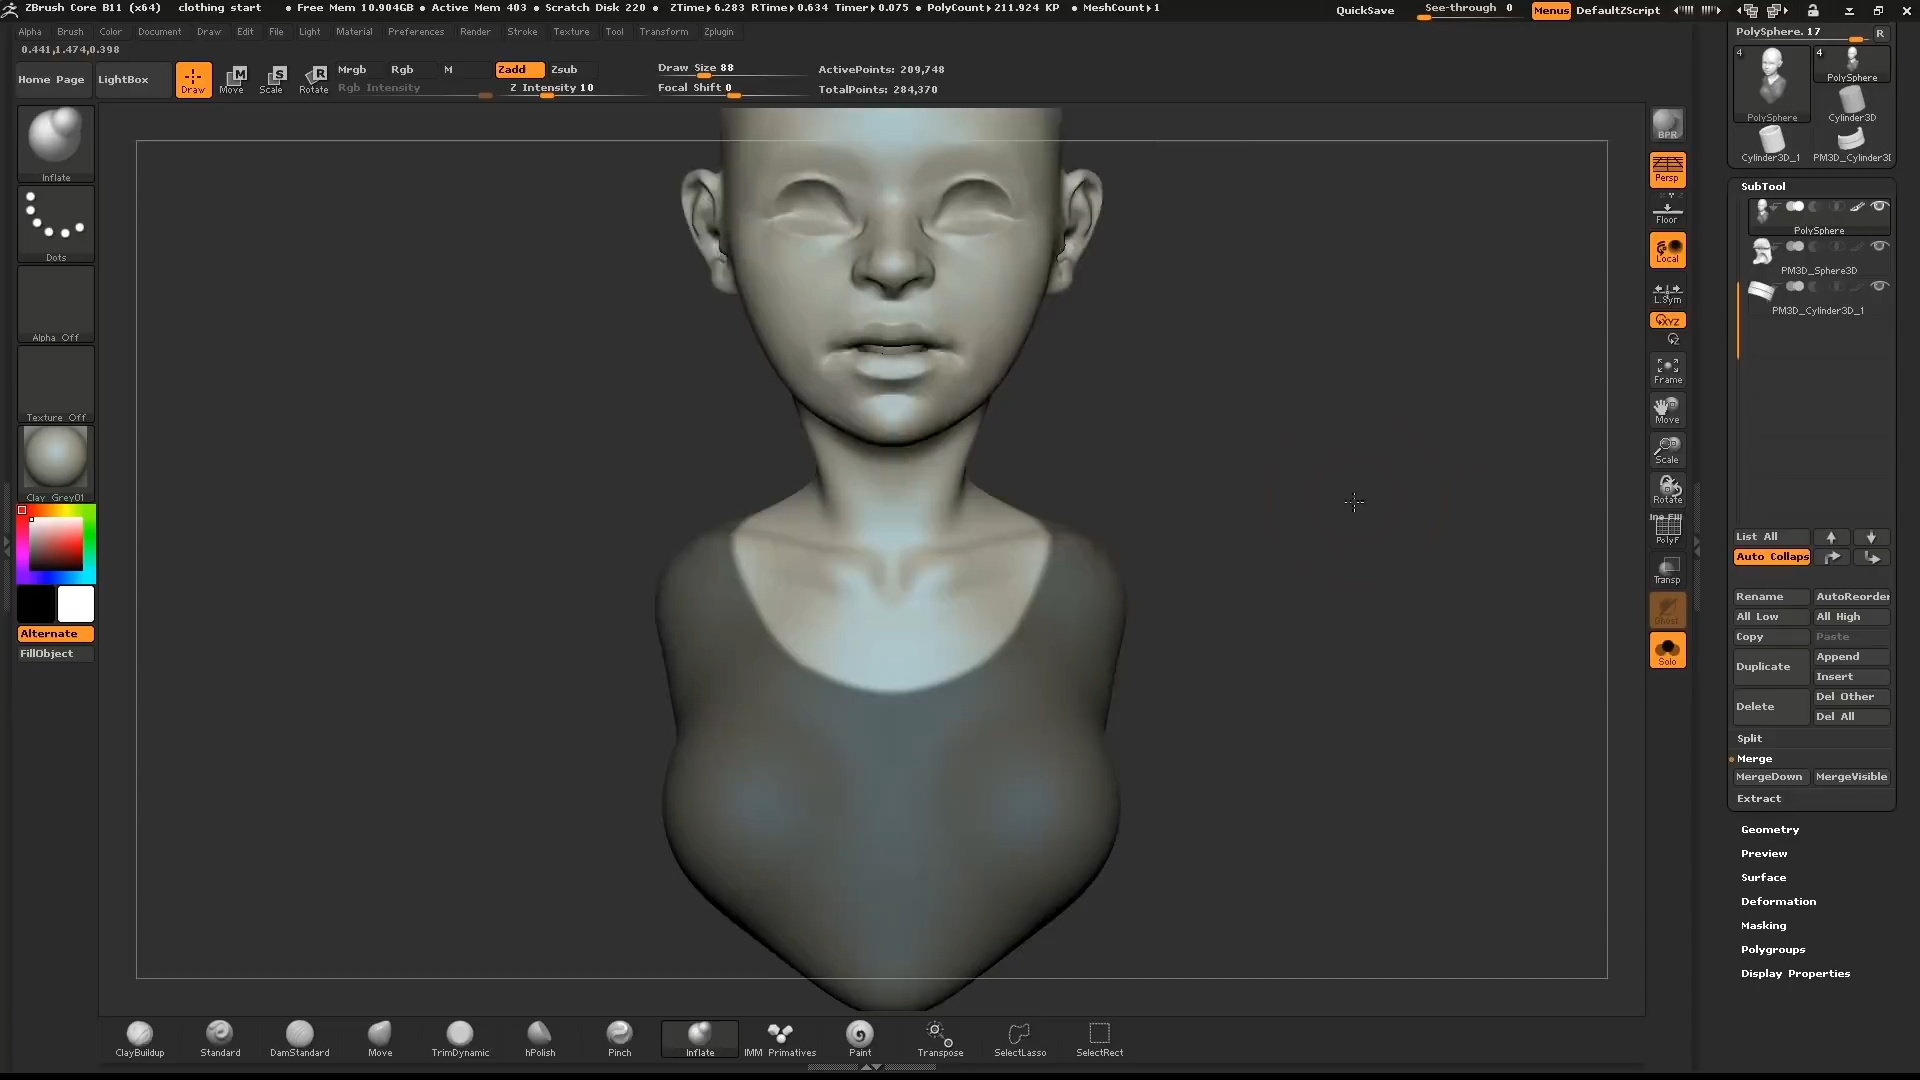 ZBrush Core B11 (x64) clothing start • Free Mem 10.904GB • Active Mem 403 • Scratch Disk 220 • ZTime▸6.283 RTime▸0.634 Timer▸0.075 • PolyCount▸211.924 KP • MeshCount▸1 QuickSave See-through 0 Menus DefaultZScript
Alpha Brush Color Document Draw Edit File Light Material Preferences Render Stroke Texture Tool Transform Zplugin
0.441,1.474,0.398
Home Page LightBox Draw Move Scale Rotate
M S R
Mrgb Rgb M Zadd Zsub
Rgb Intensity Z Intensity 10
Draw Size 88
Focal Shift 0
ActivePoints: 209,748
TotalPoints: 284,370
Inflate
Dots
Alpha Off
Texture Off
Clay_Grey01
Alternate
FillObject
BPR
Persp
Floor
Local
L.Sym
XYZ
Frame
Move
Scale
Rotate
Line Fill
PolyF
Transp
Ghost
Solo
PolySphere. 17 R
4 4
PolySphere
PolySphere Cylinder3D
Cylinder3D_1 PM3D_Cylinder3D
SubTool
PolySphere
PM3D_Sphere3D
PM3D_Cylinder3D_1
List All
Auto Collaps
Rename AutoReorder
All Low All High
Copy Paste
Duplicate Append
Insert
Delete Del Other
Del All
Split
Merge
MergeDown MergeVisible
Extract
Geometry
Preview
Surface
Deformation
Masking
Polygroups
Display Properties
ClayBuildup Standard DamStandard Move TrimDynamic hPolish Pinch Inflate IMM Primitives Paint Transpose SelectLasso SelectRect